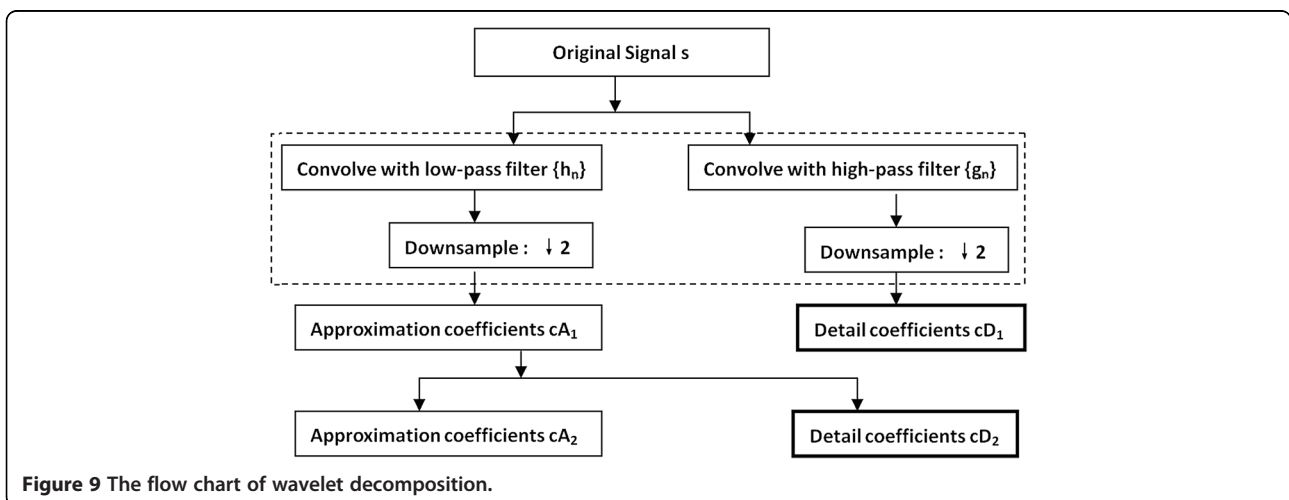 Original Signal s
Convolve with low-pass filter {hₙ}
Convolve with high-pass filter {gₙ}
Downsample : ↓ 2
Downsample : ↓ 2
Approximation coefficients cA₁
Detail coefficients cD₁
Approximation coefficients cA₂
Detail coefficients cD₂
Figure 9 The flow chart of wavelet decomposition.